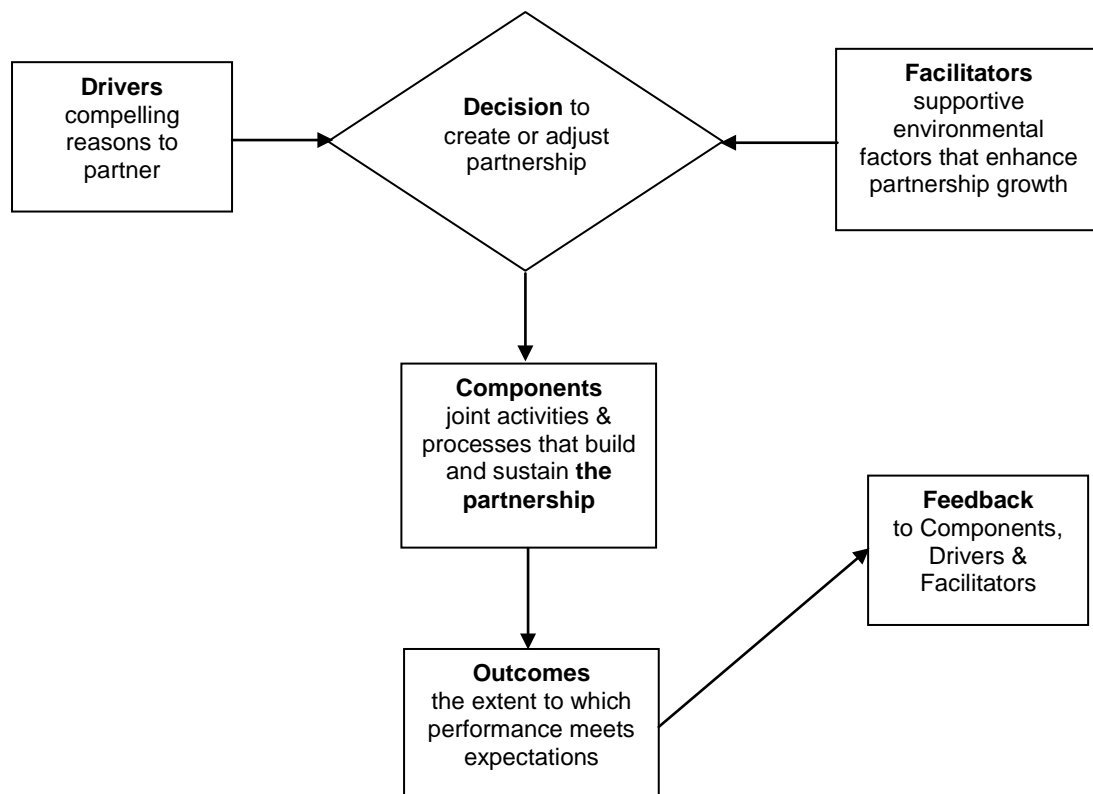 Drivers
compelling
reasons to
partner
Decision to
create or adjust
partnership
Facilitators
supportive
environmental
factors that enhance
partnership growth
Components
joint activities &
processes that build
and sustain the
partnership
Feedback
to Components,
Drivers &
Facilitators
Outcomes
the extent to which
performance meets
expectations